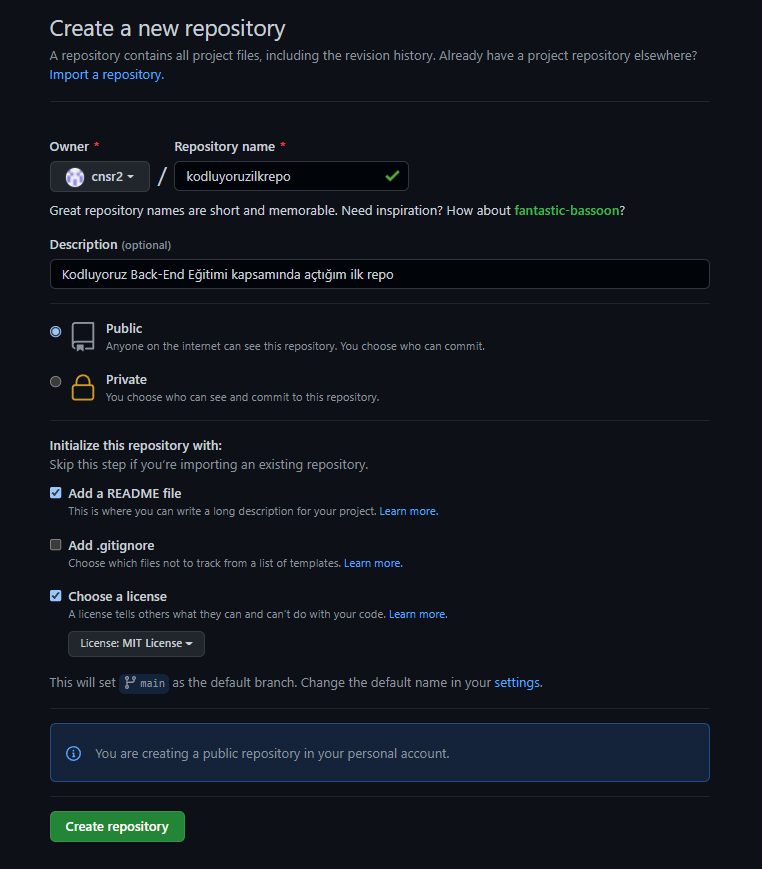 Create a new repository
A repository contains all project files, including the revision history. Already have a project repository elsewhere?
Import a repository.
Owner *
Repository name *
cnsr2 / kodluyoruzilkrepo
Great repository names are short and memorable. Need inspiration? How about fantastic-bassoon?
Description (optional)
Kodluyoruz Back-End Eğitimi kapsamında açtığım ilk repo
Public
Anyone on the internet can see this repository. You choose who can commit.
Private
You choose who can see and commit to this repository.
Initialize this repository with:
Skip this step if you're importing an existing repository.
Add a README file
This is where you can write a long description for your project. Learn more.
Add .gitignore
Choose which files not to track from a list of templates. Learn more.
Choose a license
A license tells others what they can and can't do with your code. Learn more.
License: MIT License
This will set main as the default branch. Change the default name in your settings.
You are creating a public repository in your personal account.
Create repository